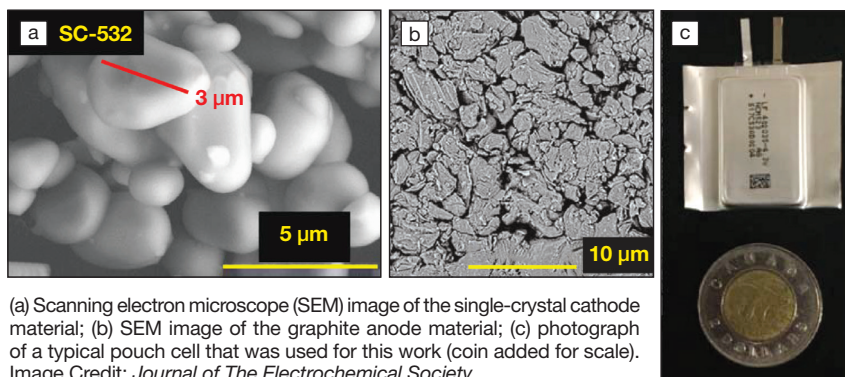 a SC-532
3 µm
5 µm
b
10 µm
c
CANADA
DOLLARS
(a) Scanning electron microscope (SEM) image of the single-crystal cathode
material; (b) SEM image of the graphite anode material; (c) photograph
of a typical pouch cell that was used for this work (coin added for scale).
Image Credit: Journal of The Electrochemical Society